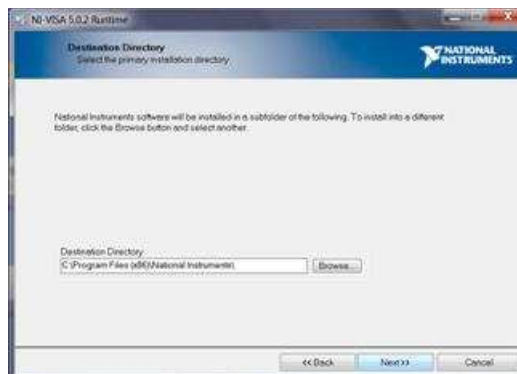 NI-VISA 5.0.2 Runtime
Destination Directory
Select the primary installation directory.
NATIONAL
INSTRUMENTS
National Instruments software will be installed in a subfolder of the following. To install into a different
folder, click the Browse button and select another.
Destination Directory
C:\Program Files (x86)\National Instruments\
Browse...
<< Back
Next >>
Cancel